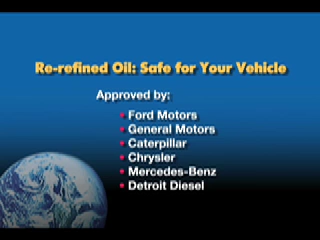 Re-refined Oil: Safe for Your Vehicle
Approved by:
• Ford Motors
• General Motors
• Caterpillar
• Chrysler
• Mercedes-Benz
• Detroit Diesel